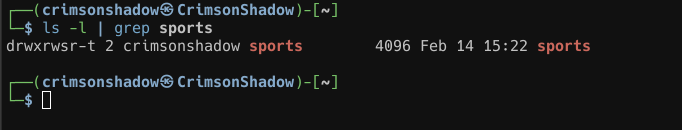 ┌──(crimsonshadow㉿CrimsonShadow)-[~]
└─$ ls -l | grep sports
drwxrwsr-t 2 crimsonshadow sports        4096 Feb 14 15:22 sports
┌──(crimsonshadow㉿CrimsonShadow)-[~]
└─$